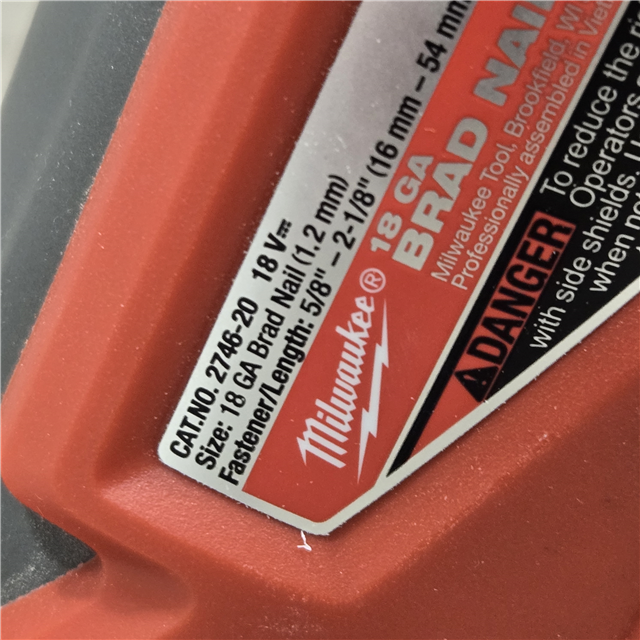 CAT.NO. 2746-20 18 V⎓
Size: 18 GA Brad Nail (1.2 mm)
Fastener/Length: 5/8" – 2-1/8" (16 mm – 54 mm
Milwaukee®
18 GA
BRAD NAIL
Milwaukee Tool, Brookfield, WI
Professionally assembled in Viet
DANGER
To reduce the
Operators
with side shields.
when